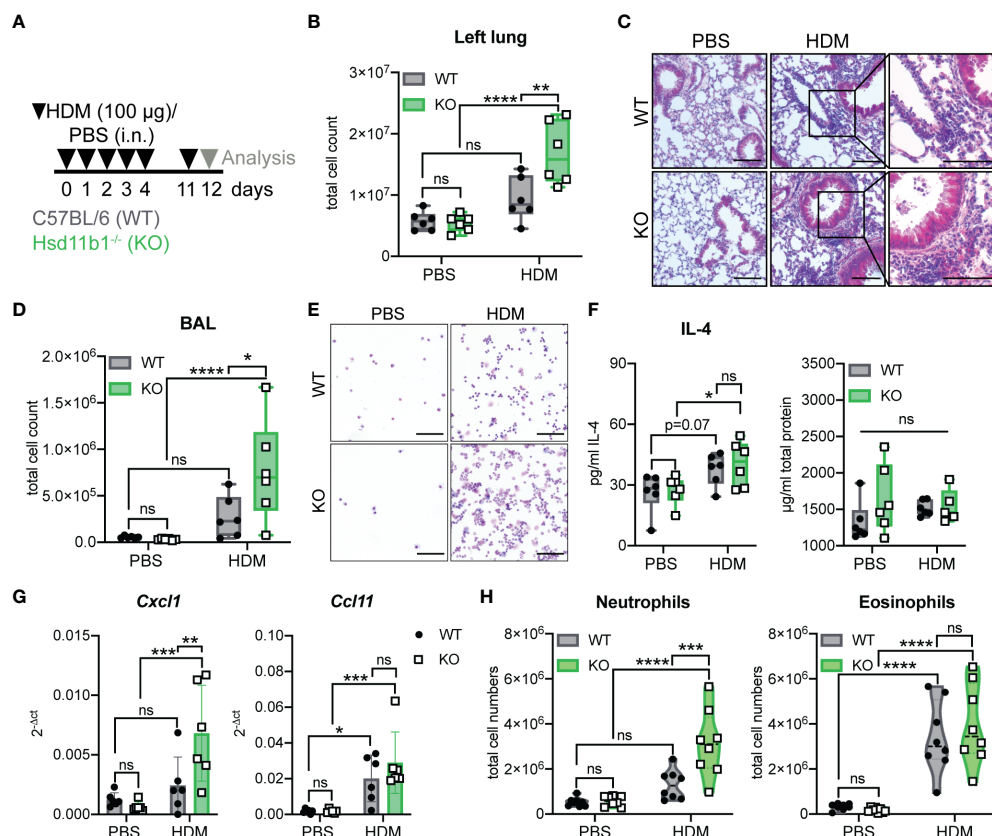 A
▼HDM (100 µg)/
PBS (i.n.)
Analysis
0 1 2 3 4 11 12 days
C57BL/6 (WT)
Hsd11b1-/- (KO)
B
Left lung
total cell count
3×10⁷
2×10⁷
1×10⁷
0
WT
KO
**
****
ns
ns
PBS HDM
C
PBS HDM
WT
KO
D
BAL
total cell count
2.0×10⁶
1.5×10⁶
1.0×10⁶
5.0×10⁵
0.0
WT
KO
*
****
ns
ns
PBS HDM
E
PBS HDM
WT
KO
F
IL-4
pg/ml IL-4
90
60
30
0
WT
KO
ns
*
p=0.07
PBS HDM
µg/ml total protein
3500
3000
2500
2000
1500
1000
WT
KO
ns
PBS HDM
G
Cxcl1
2-Δct
0.015
0.010
0.005
0.000
**
***
ns
ns
PBS HDM
Ccl11
2-Δct
0.10
0.08
0.06
0.04
0.02
0.00
WT
KO
ns
***
*
ns
PBS HDM
H
Neutrophils
total cell numbers
8×10⁶
6×10⁶
4×10⁶
2×10⁶
0
WT
KO
***
****
ns
ns
PBS HDM
Eosinophils
total cell numbers
8×10⁶
6×10⁶
4×10⁶
2×10⁶
0
WT
KO
ns
****
****
ns
PBS HDM